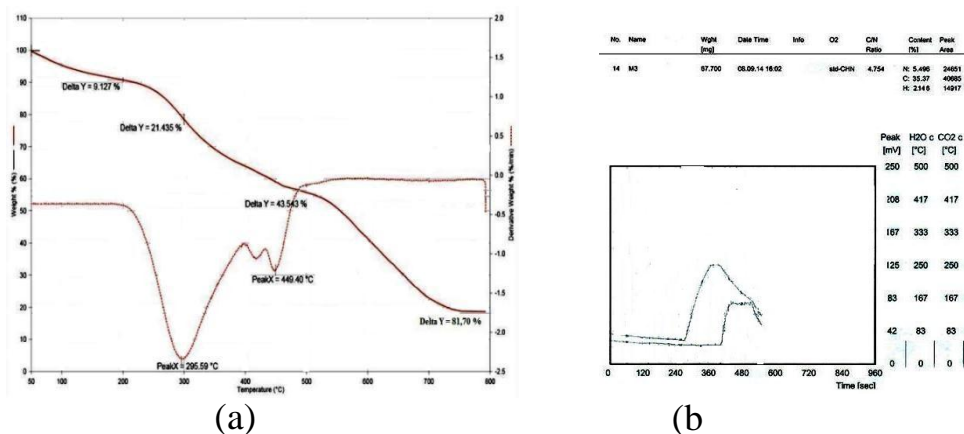 110
100
90
80
70
60
50
40
30
20
10
0
Weight % (%)
Delta Y = 9.127 %
Delta Y = 21.435 %
Delta Y = 43.543 %
PeakX = 449.40 °C
Delta Y = 81,70 %
PeakX = 295.59 °C
2.0
1.5
1.0
0.5
0.0
-0.5
-1.0
-1.5
-2.0
-2.5
Derivative Weight % (%/min)
50 100 200 300 400 500 600 700 800
Temperature (°C)
(a)
No. Name Wght Date Time Info O2 C/N Content Peak
[mg] Ratio [%] Area
14 M3 67.700 08.09.14 16:02 std-CHN 4.754 N: 5.496 24651
C: 35.37 40685
H: 2.146 14917
Peak H2O c CO2 c
[mV] [°C] [°C]
250 500 500
208 417 417
167 333 333
125 250 250
83 167 167
42 83 83
0 0 0
0 120 240 360 480 600 720 840 960
Time [sec]
(b